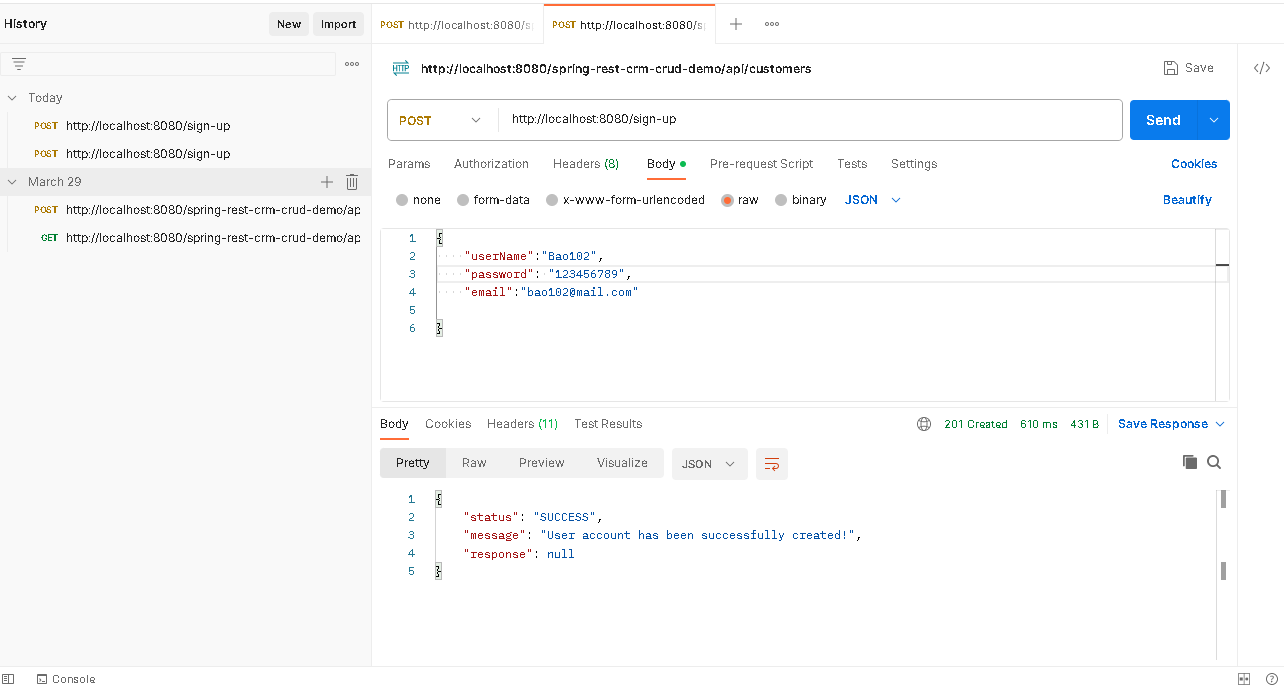 History
New
Import
POST http://localhost:8080/s
POST http://localhost:8080/s
HTTP http://localhost:8080/spring-rest-crm-crud-demo/api/customers
Save
Today
POST http://localhost:8080/sign-up
POST http://localhost:8080/sign-up
March 29
POST http://localhost:8080/spring-rest-crm-crud-demo/ap
GET http://localhost:8080/spring-rest-crm-crud-demo/ap
POST http://localhost:8080/sign-up
Send
Params Authorization Headers (8) Body Pre-request Script Tests Settings
Cookies
none form-data x-www-form-urlencoded raw binary JSON
Beautify
1 {
2 "userName":"Bao102",
3 "password": "123456789",
4 "email":"bao102@mail.com"
5
6 }
Body Cookies Headers (11) Test Results
201 Created 610 ms 431 B Save Response
Pretty Raw Preview Visualize JSON
1 {
2 "status": "SUCCESS",
3 "message": "User account has been successfully created!",
4 "response": null
5 }
Console